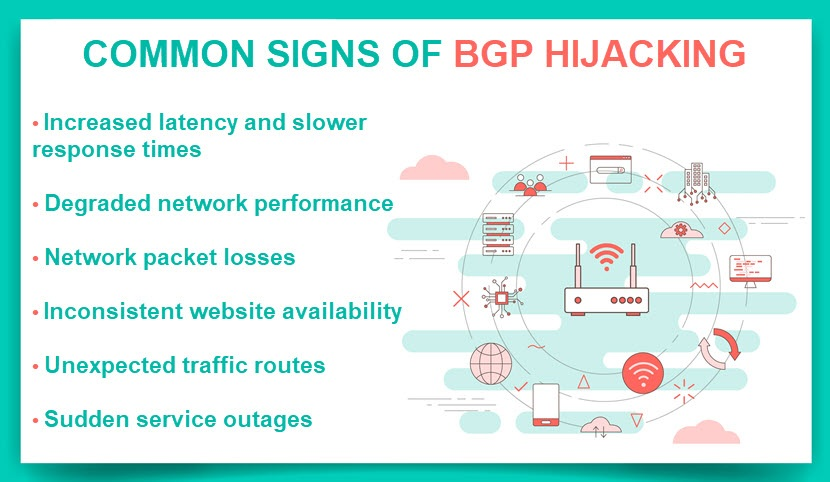 COMMON SIGNS OF BGP HIJACKING
• Increased latency and slower
response times
• Degraded network performance
• Network packet losses
• Inconsistent website availability
• Unexpected traffic routes
• Sudden service outages